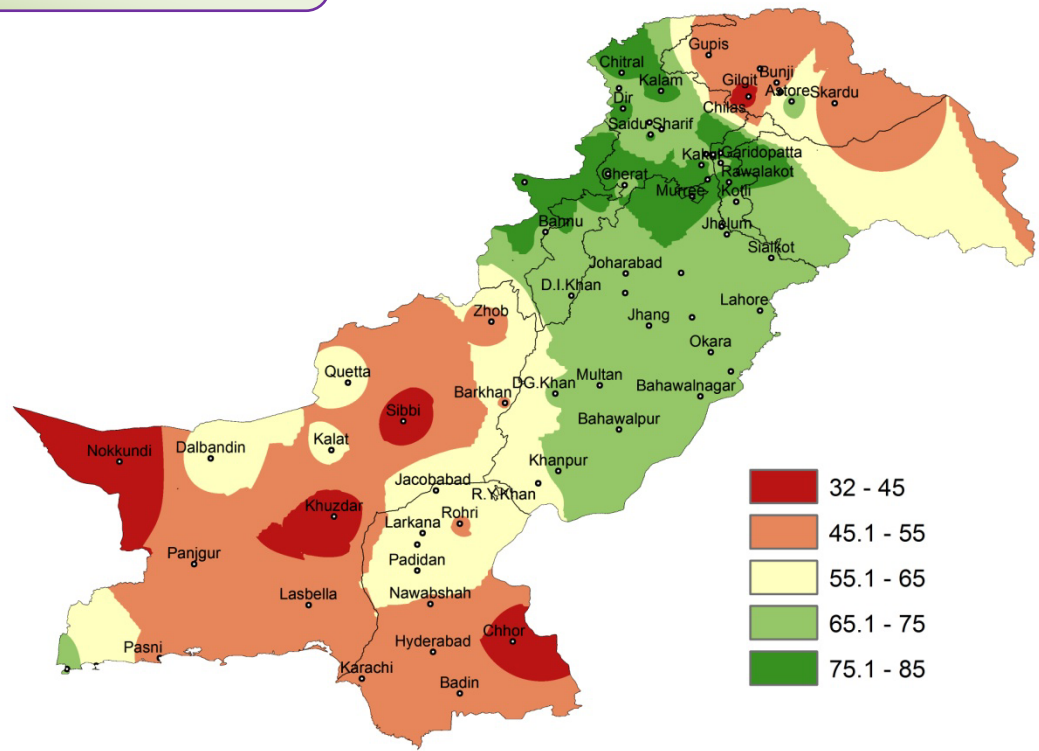 Gupis
Chitral
Kalam
Bunji
Gilgit
Astore Skardu
Dir
Chilas
Saidu Sharif
Garidopatta
Cherat
Rawalakot
Murree
Kotli
Bannu
Jhelum
Sialkot
Joharabad
D.I.Khan
Lahore
Zhob
Jhang
Okara
Quetta
Multan
DG.Khan
Barkhan
Bahawalnagar
Sibbi
Bahawalpur
Kalat
Dalbandin
Nokkundi
Khanpur
Jacobabad
R.Y.Khan
32 - 45
Khuzdar
Rohri
Larkana
45.1 - 55
Panjgur
Padidan
55.1 - 65
Lasbella
Nawabshah
65.1 - 75
Chhor
Hyderabad
Pasni
Karachi
75.1 - 85
Badin